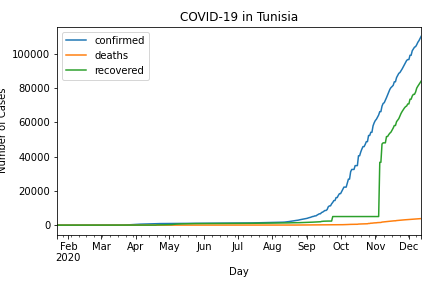 COVID-19 in Tunisia
confirmed
deaths
recovered
100000
80000
60000
40000
20000
0
Number of Cases
Feb Mar Apr May Jun Jul Aug Sep Oct Nov Dec
2020
Day